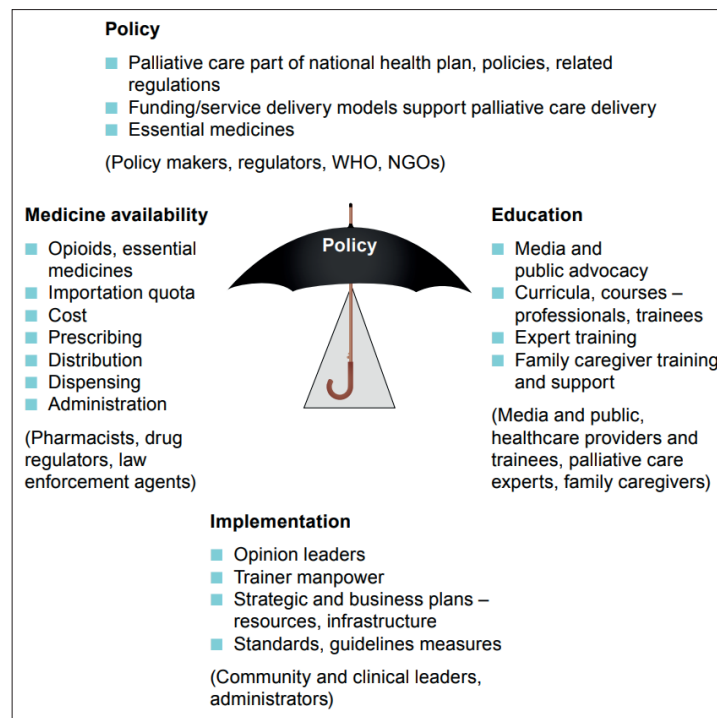 Policy
■ Palliative care part of national health plan, policies, related
regulations
■ Funding/service delivery models support palliative care delivery
■ Essential medicines
(Policy makers, regulators, WHO, NGOs)
Medicine availability
■ Opioids, essential
medicines
■ Importation quota
■ Cost
■ Prescribing
■ Distribution
■ Dispensing
■ Administration
(Pharmacists, drug
regulators, law
enforcement agents)
Policy
Education
■ Media and
public advocacy
■ Curricula, courses –
professionals, trainees
■ Expert training
■ Family caregiver training
and support
(Media and public,
healthcare providers and
trainees, palliative care
experts, family caregivers)
Implementation
■ Opinion leaders
■ Trainer manpower
■ Strategic and business plans –
resources, infrastructure
■ Standards, guidelines measures
(Community and clinical leaders,
administrators)